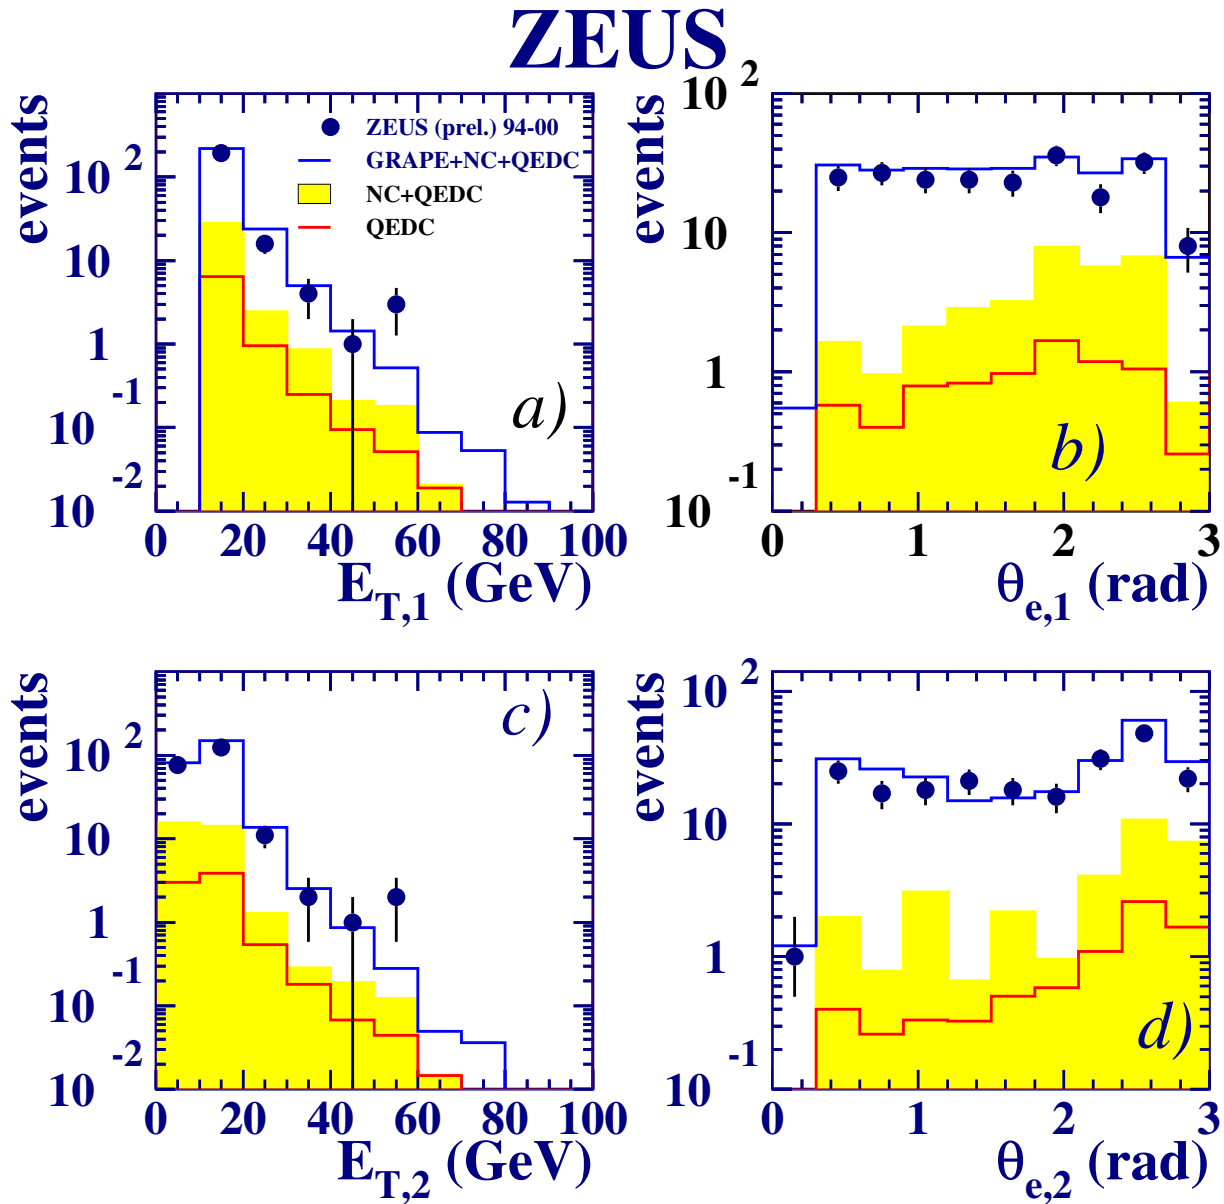 ZEUS
events
10 2
10
1
10 -1
10 -2
ZEUS (prel.) 94-00
GRAPE+NC+QEDC
NC+QEDC
QEDC
a)
0 20 40 60 80 100
E T,1 (GeV)
events
10 2
10
1
10 -1
b)
0 1 2 3
θ e,1 (rad)
events
10 2
10
1
10 -1
10 -2
c)
0 20 40 60 80 100
E T,2 (GeV)
events
10 2
10
1
10 -1
d)
0 1 2 3
θ e,2 (rad)